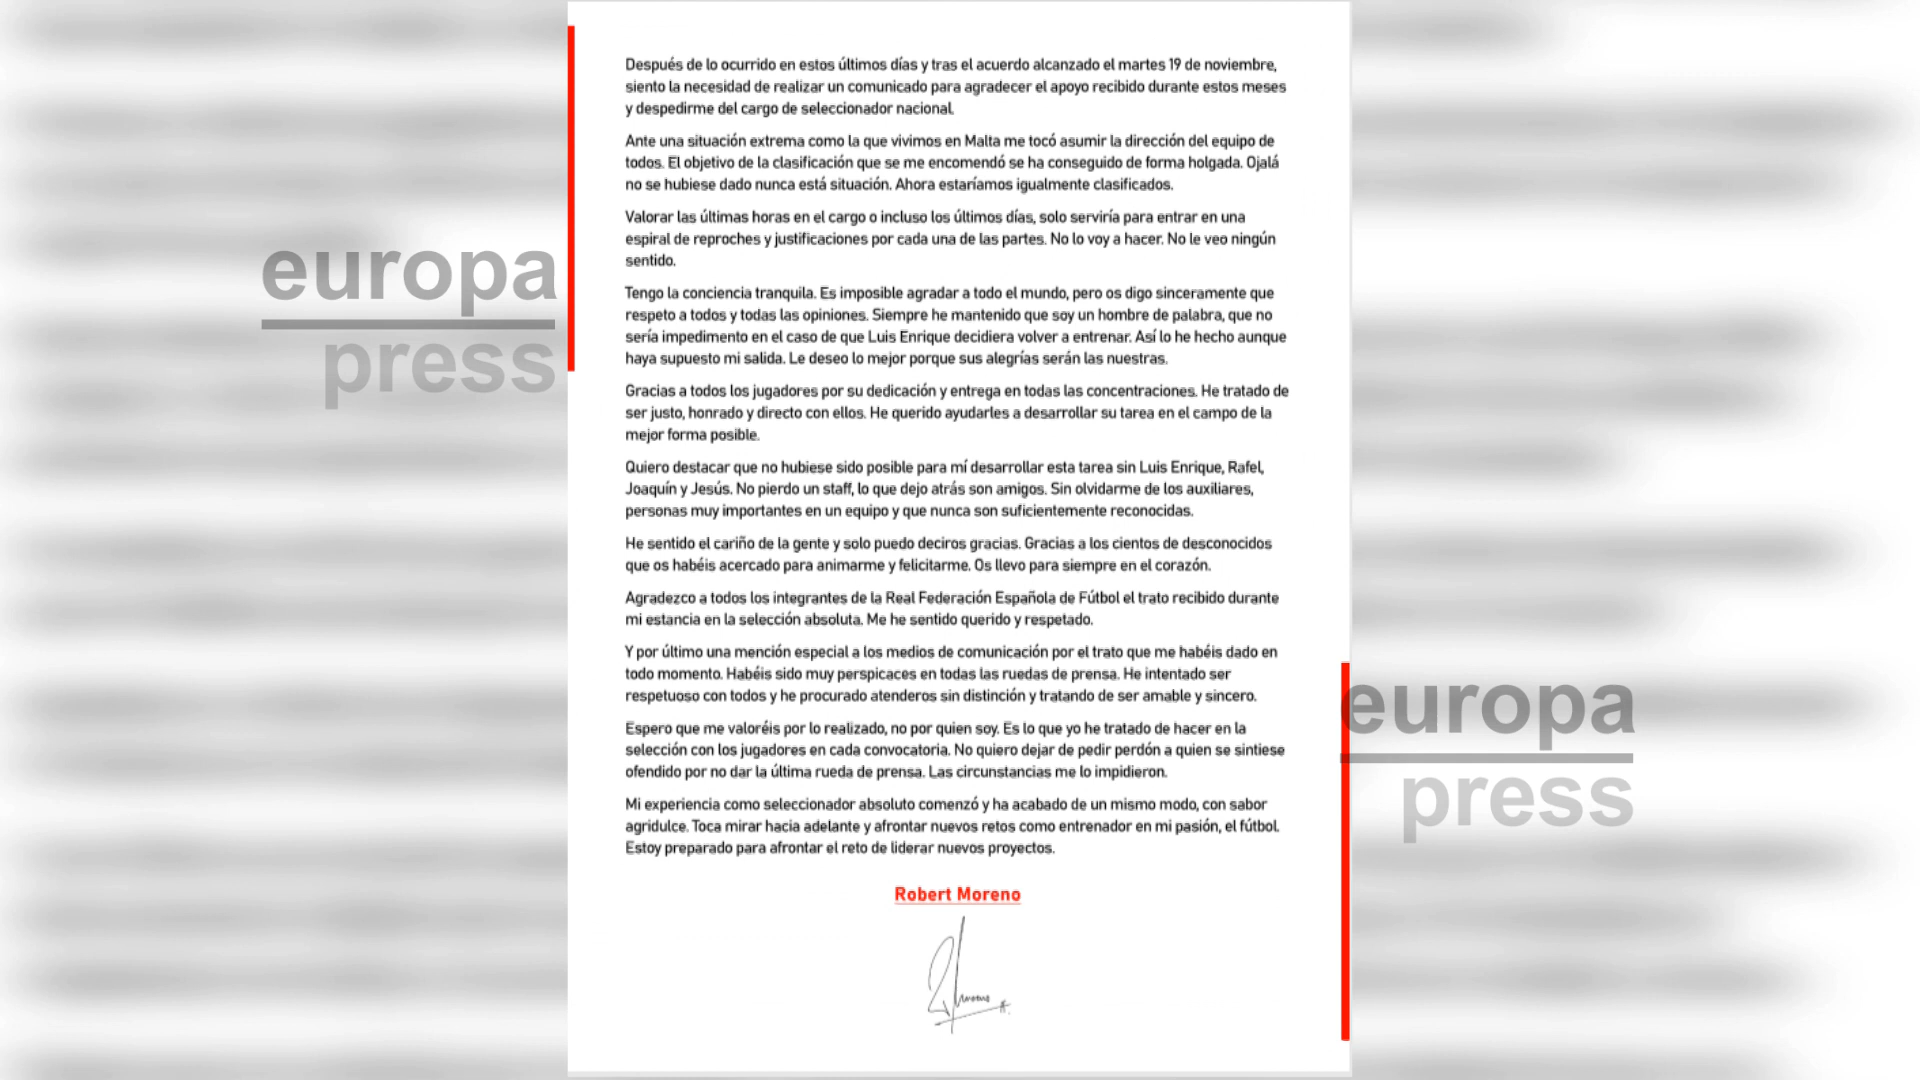 Después de lo ocurrido en estos últimos días y tras el acuerdo alcanzado el martes 19 de noviembre,
siento la necesidad de realizar un comunicado para agradecer el apoyo recibido durante estos meses
y despedirme del cargo de seleccionador nacional.
Ante una situación extrema como la que vivimos en Malta me tocó asumir la dirección del equipo de
todos. El objetivo de la clasificación que se me encomendó se ha conseguido de forma holgada. Ojalá
no se hubiese dado nunca está situación. Ahora estaríamos igualmente clasificados.
Valorar las últimas horas en el cargo o incluso los últimos días, solo serviría para entrar en una
espiral de reproches y justificaciones por cada una de las partes. No lo voy a hacer. No le veo ningún
sentido.
Tengo la conciencia tranquila. Es imposible agradar a todo el mundo, pero os digo sinceramente que
respeto a todos y todas las opiniones. Siempre he mantenido que soy un hombre de palabra, que no
sería impedimento en el caso de que Luis Enrique decidiera volver a entrenar. Así lo he hecho aunque
haya supuesto mi salida. Le deseo lo mejor porque sus alegrías serán las nuestras.
Gracias a todos los jugadores por su dedicación y entrega en todas las concentraciones. He tratado de
ser justo, honrado y directo con ellos. He querido ayudarles a desarrollar su tarea en el campo de la
mejor forma posible.
Quiero destacar que no hubiese sido posible para mí desarrollar esta tarea sin Luis Enrique, Rafel,
Joaquín y Jesús. No pierdo un staff, lo que dejo atrás son amigos. Sin olvidarme de los auxiliares,
personas muy importantes en un equipo y que nunca son suficientemente reconocidas.
He sentido el cariño de la gente y solo puedo deciros gracias. Gracias a los cientos de desconocidos
que os habéis acercado para animarme y felicitarme. Os llevo para siempre en el corazón.
Agradezco a todos los integrantes de la Real Federación Española de Fútbol el trato recibido durante
mi estancia en la selección absoluta. Me he sentido querido y respetado.
Y por último una mención especial a los medios de comunicación por el trato que me habéis dado en
todo momento. Habéis sido muy perspicaces en todas las ruedas de prensa. He intentado ser
respetuoso con todos y he procurado atenderos sin distinción y tratando de ser amable y sincero.
Espero que me valoréis por lo realizado, no por quien soy. Es lo que yo he tratado de hacer en la
selección con los jugadores en cada convocatoria. No quiero dejar de pedir perdón a quien se sintiese
ofendido por no dar la última rueda de prensa. Las circunstancias me lo impidieron.
Mi experiencia como seleccionador absoluto comenzó y ha acabado de un mismo modo, con sabor
agridulce. Toca mirar hacia adelante y afrontar nuevos retos como entrenador en mi pasión, el fútbol.
Estoy preparado para afrontar el reto de liderar nuevos proyectos.
Robert Moreno
europa
press
europa
press